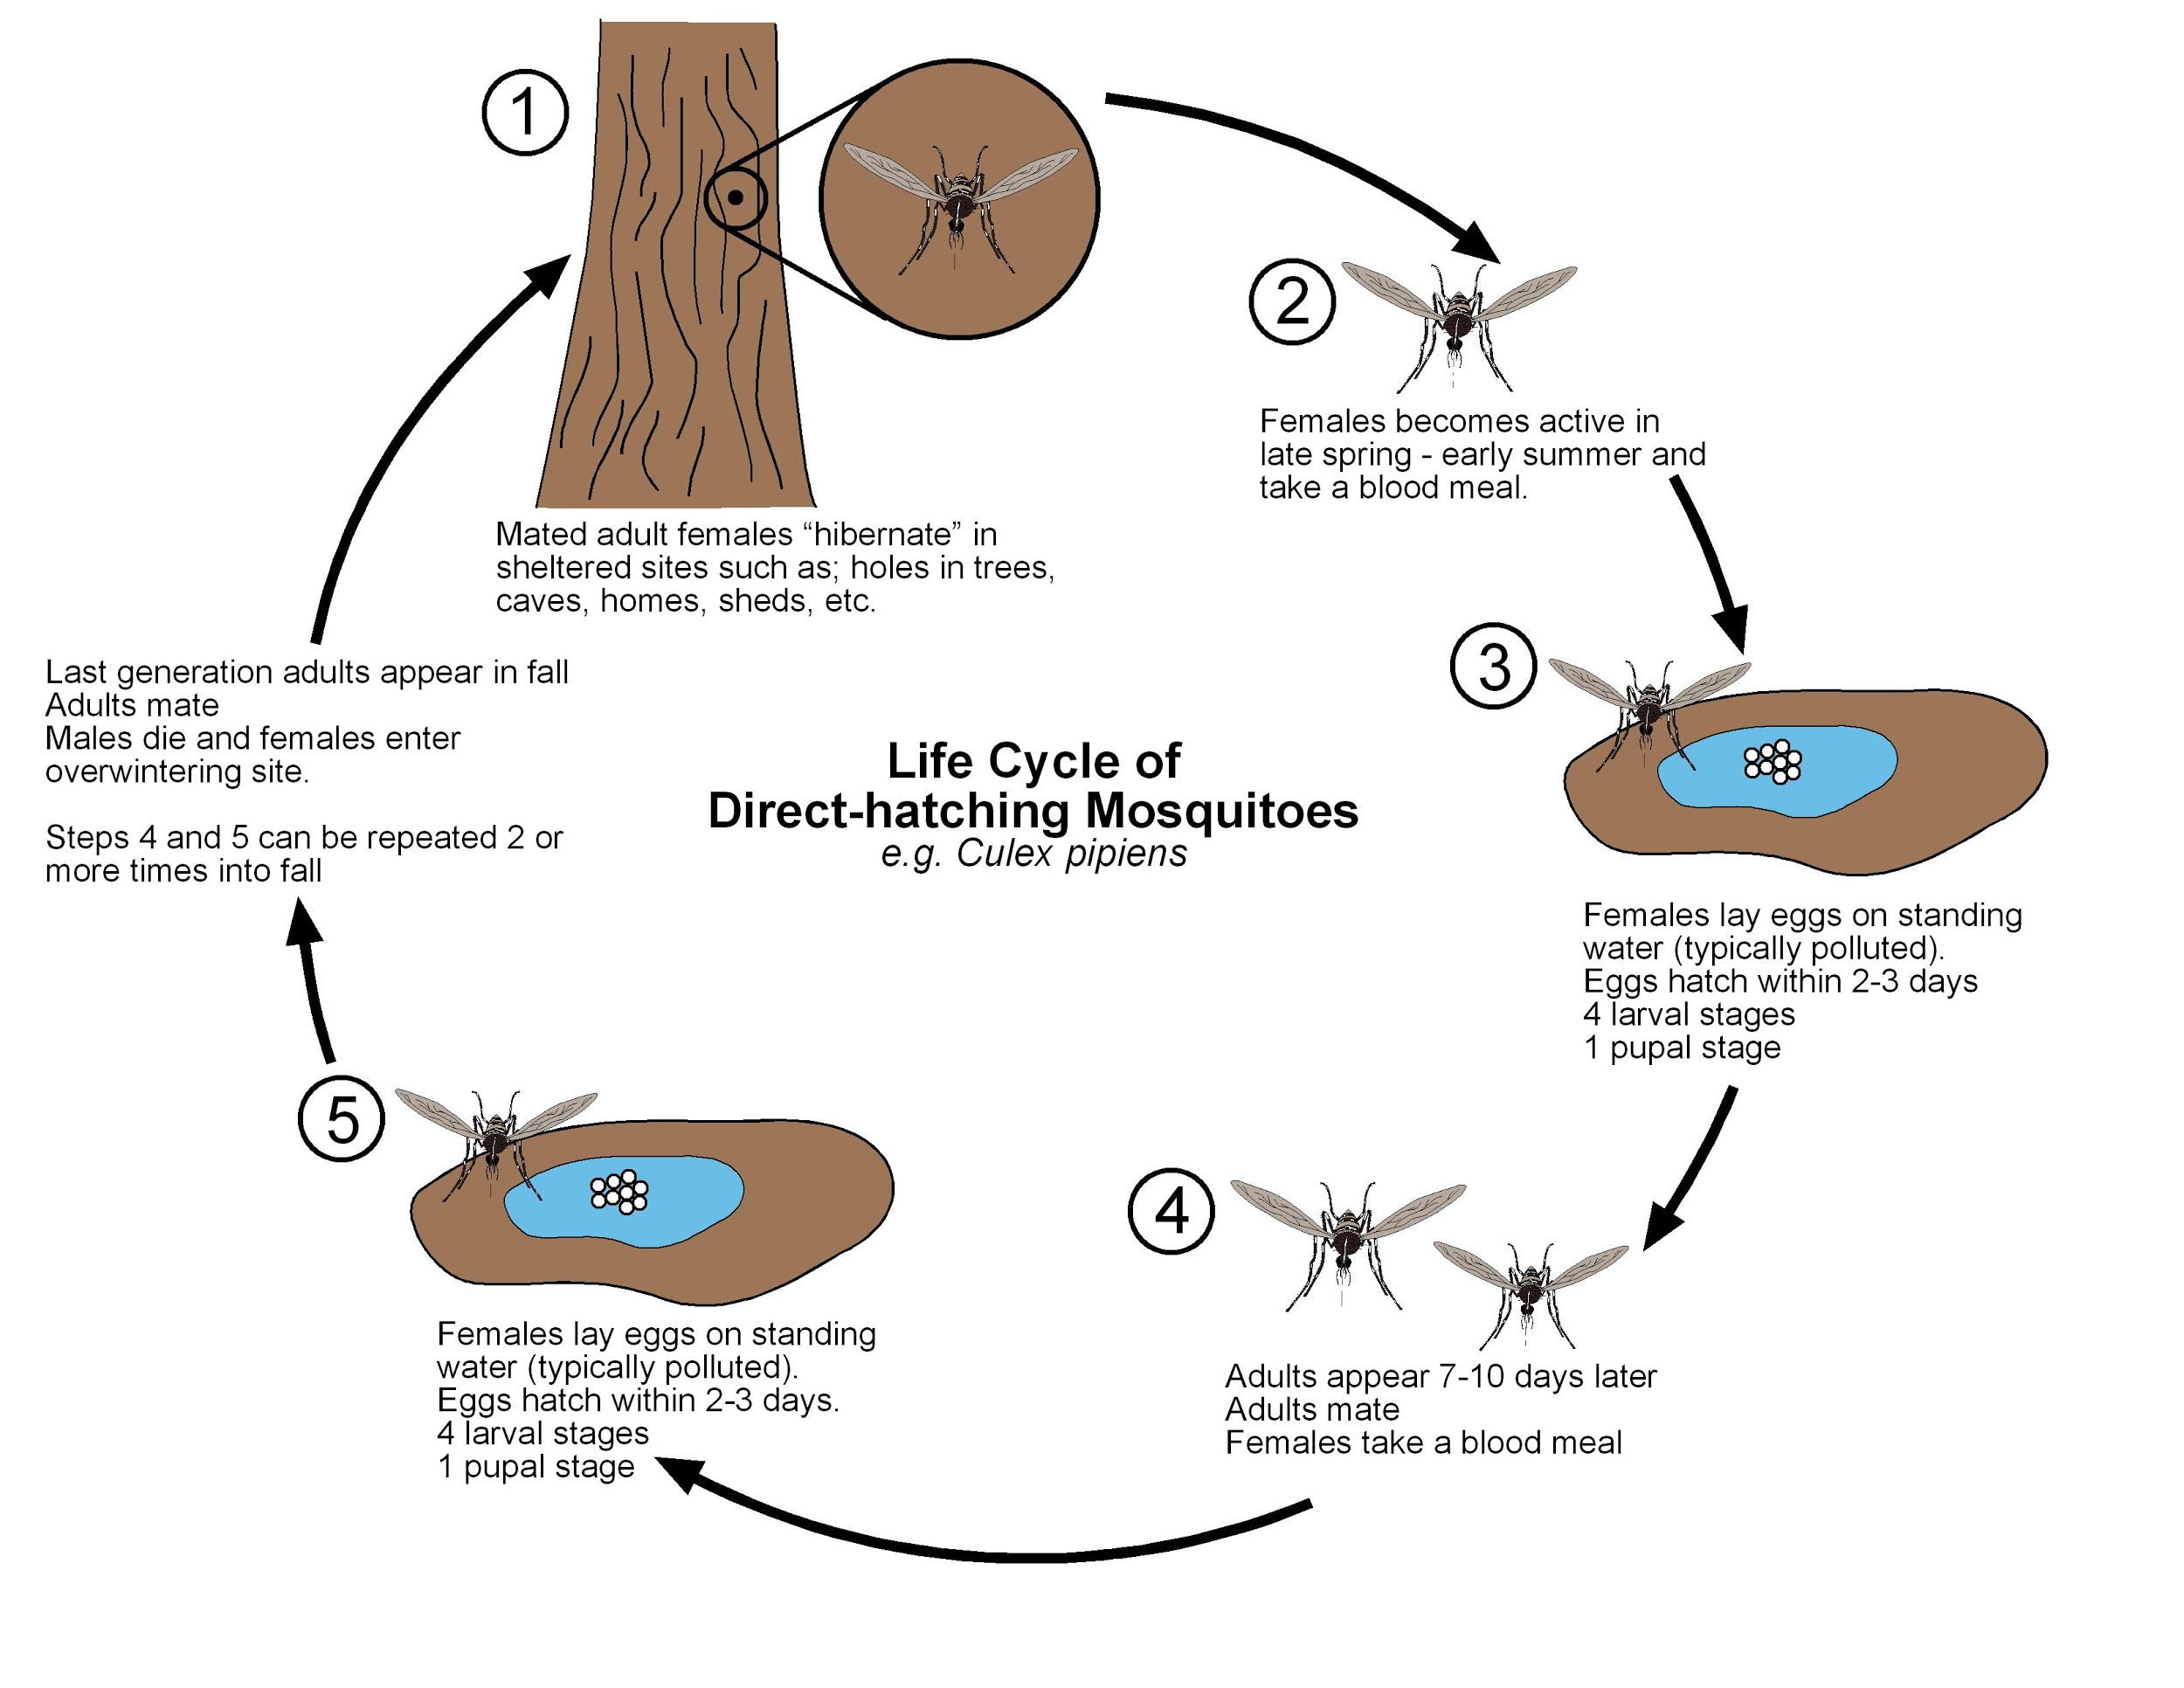 1
Mated adult females “hibernate” in
sheltered sites such as; holes in trees,
caves, homes, sheds, etc.
2
Females becomes active in
late spring - early summer and
take a blood meal.
3
Females lay eggs on standing
water (typically polluted).
Eggs hatch within 2-3 days
4 larval stages
1 pupal stage
4
Adults appear 7-10 days later
Adults mate
Females take a blood meal
5
Females lay eggs on standing
water (typically polluted).
Eggs hatch within 2-3 days.
4 larval stages
1 pupal stage
Last generation adults appear in fall
Adults mate
Males die and females enter
overwintering site.
Steps 4 and 5 can be repeated 2 or
more times into fall
Life Cycle of
Direct-hatching Mosquitoes
e.g. Culex pipiens